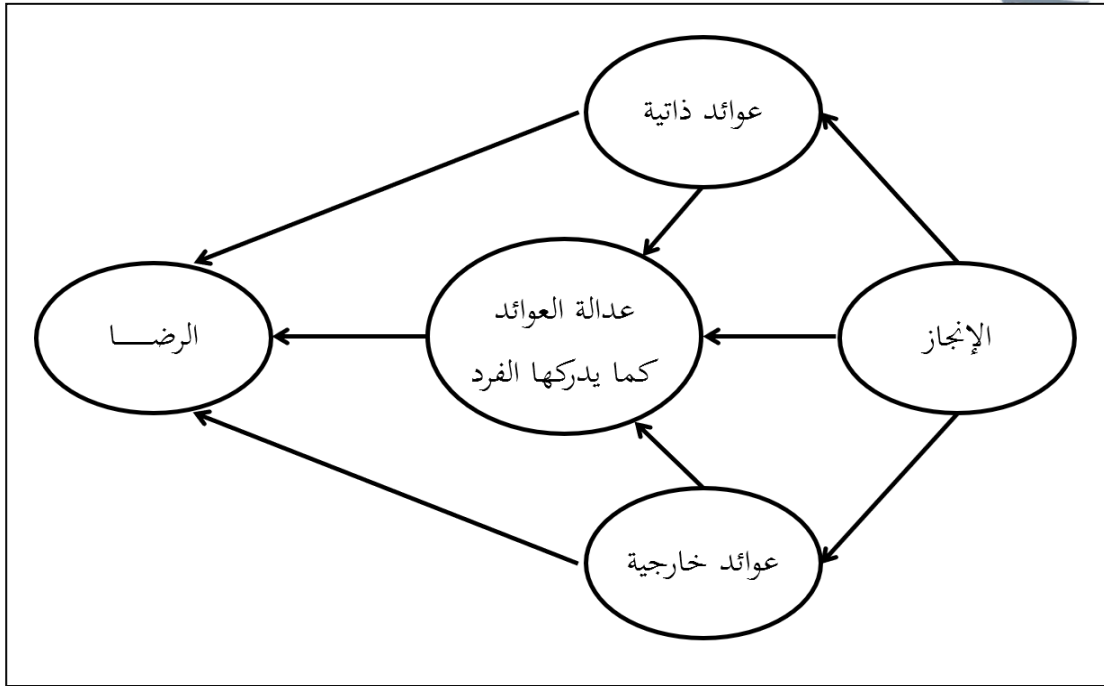 عوائد ذاتية
الإنجاز
عدالة العوائد
كما يدركها الفرد
الرضـــا
عوائد خارجية